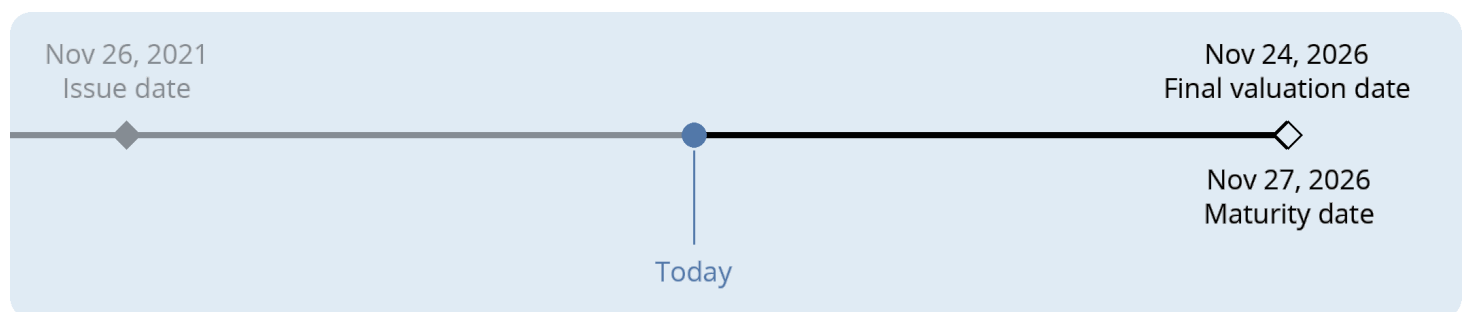 Nov 26, 2021
Issue date
Nov 24, 2026
Final valuation date
Nov 27, 2026
Maturity date
Today